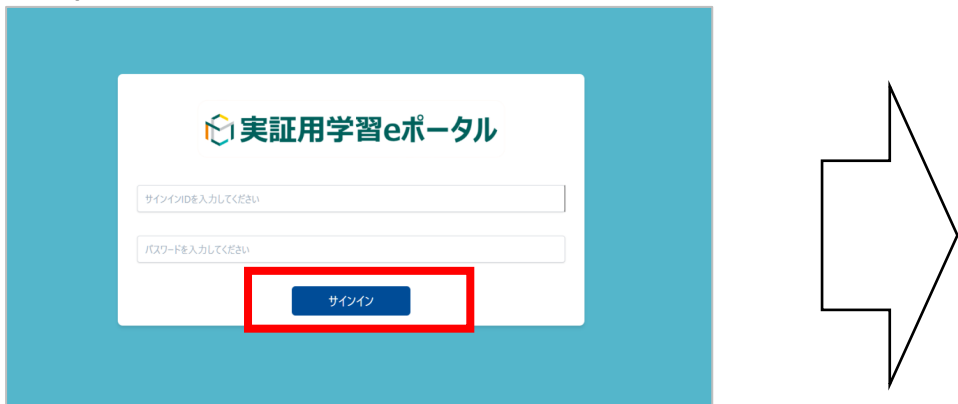 実証用学習eポータル
サインインIDを入力してください
パスワードを入力してください
サインイン